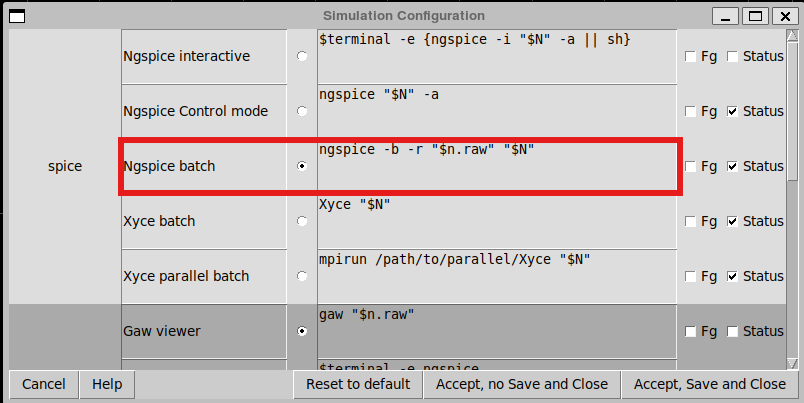 Simulation Configuration
Ngspice interactive $terminal -e {ngspice -i "$N" -a || sh} Fg Status
Ngspice Control mode ngspice "$N" -a Fg Status
spice Ngspice batch ngspice -b -r "$n.raw" "$N" Fg Status
Xyce batch Xyce "$N" Fg Status
Xyce parallel batch mpirun /path/to/parallel/Xyce "$N" Fg Status
Gaw viewer gaw "$n.raw" Fg Status
$terminal -e ngspice
Cancel Help Reset to default Accept, no Save and Close Accept, Save and Close